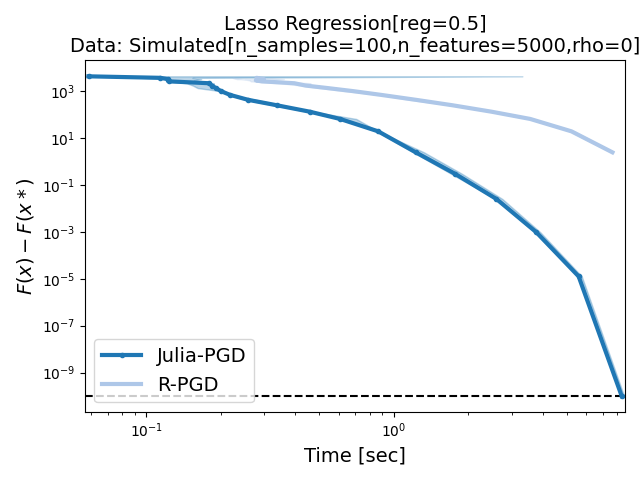 Lasso Regression[reg=0.5]
Data: Simulated[n_samples=100,n_features=5000,rho=0]
F(x) − F(x*)
10³
10¹
10⁻¹
10⁻³
10⁻⁵
10⁻⁷
10⁻⁹
Julia-PGD
R-PGD
10⁻¹ 10⁰
Time [sec]